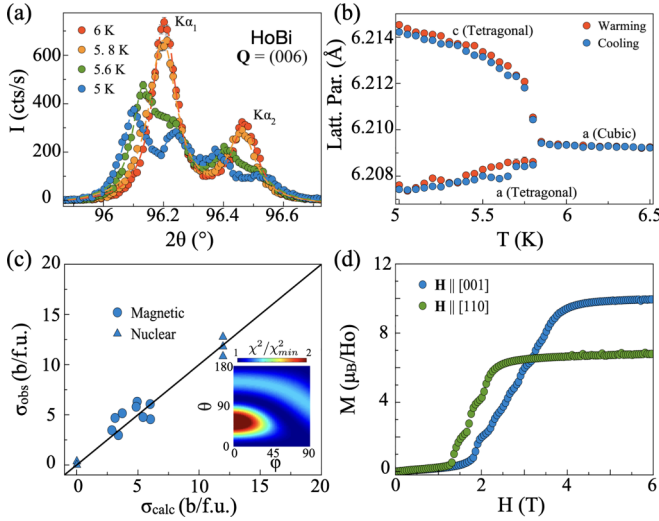 (a)
I (cts/s)
800
600
400
200
0
6 K
5. 8 K
5.6 K
5 K
Kα1
HoBi
Q = (006)
Kα2
96
96.2
96.4
96.6
2θ (°)
(b)
Latt. Par. (Å)
6.214
6.209
6.208
c (Tetragonal)
Warming
Cooling
a (Cubic)
a (Tetragonal)
5
5.5
6
6.5
T (K)
(c)
σobs (b/f.u.)
20
15
10
5
0
Magnetic
Nuclear
1 χ²/χ²min 2
θ
180
90
0
0 45 90
φ
0
5
10
15
20
σcalc (b/f.u.)
(d)
M (μB/Ho)
12
8
4
0
H || [001]
H || [110]
0
2
4
6
H (T)